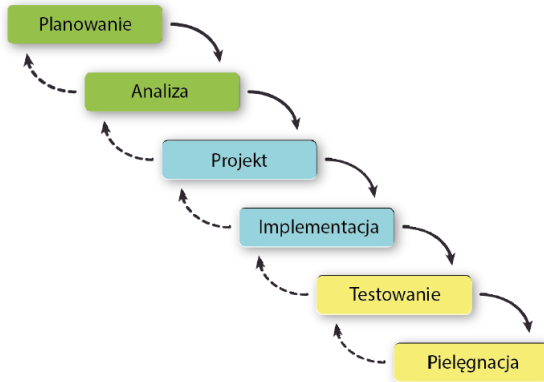 Planowanie
Analiza
Projekt
Implementacja
Testowanie
Pielęgnacja